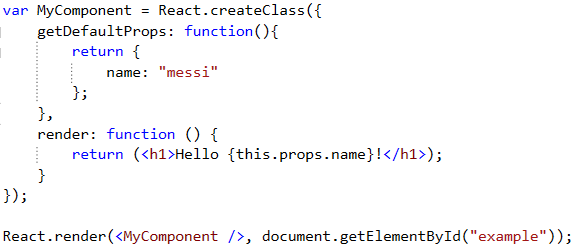 var MyComponent = React.createClass({
    getDefaultProps: function(){
        return {
            name: "messi"
        };
    },
    render: function () {
        return (<h1>Hello {this.props.name}!</h1>);
    }
});

React.render(<MyComponent />, document.getElementById("example"));